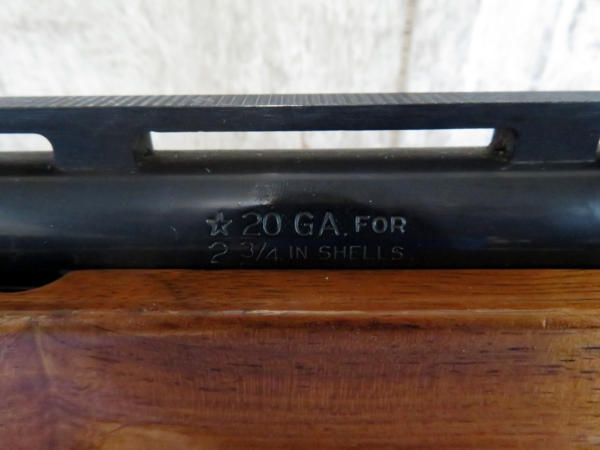 ☆ 20 GA. FOR
2 3/4 IN SHELLS